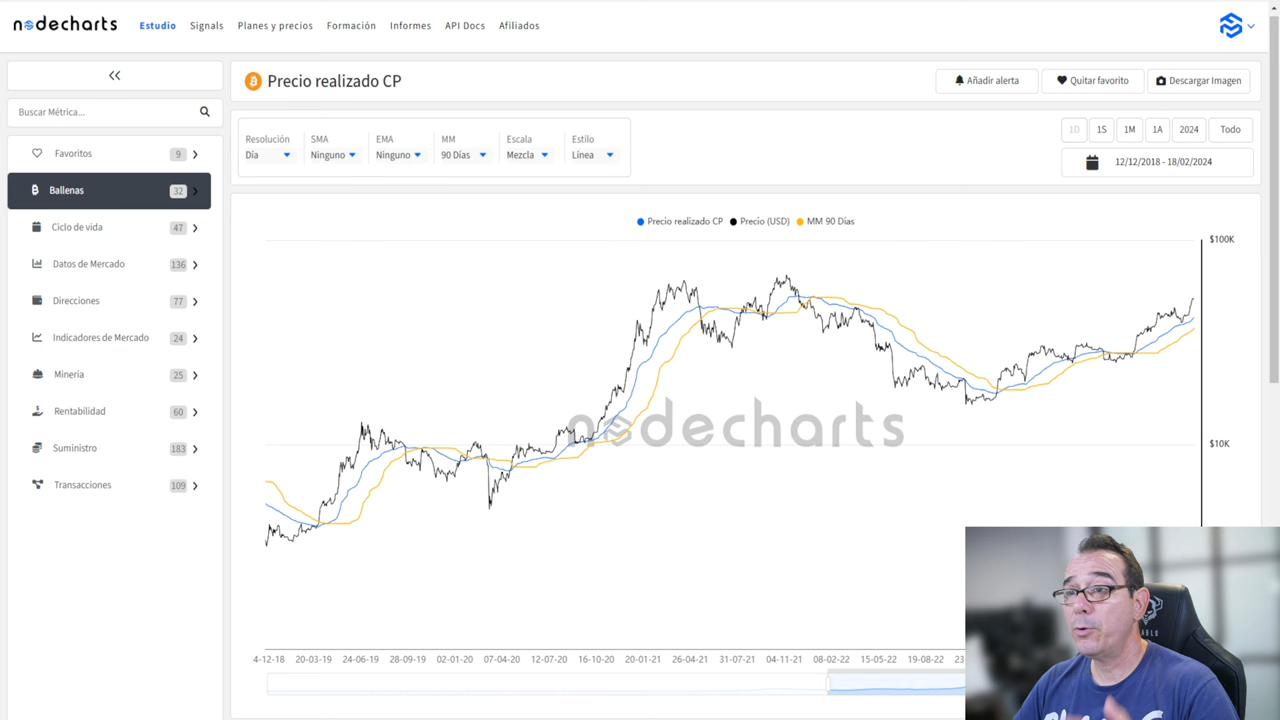 nodecharts
Estudio Signals Planes y precios Formación Informes API Docs Afiliados
Buscar Métrica...
Favoritos 9
Ballenas 32
Ciclo de vida 47
Datos de Mercado 136
Direcciones 77
Indicadores de Mercado 24
Minería 25
Rentabilidad 60
Suministro 183
Transacciones 109
Precio realizado CP
Añadir alerta Quitar favorito Descargar Imagen
Resolución SMA EMA MM Escala Estilo
Día Ninguno Ninguno 90 Días Mezcla Línea
1D 1S 1M 1A 2024 Todo
12/12/2018 - 18/02/2024
Precio realizado CP Precio (USD) MM 90 Días
$100K
nodecharts
$10K
4-12-18 20-03-19 24-06-19 28-09-19 02-01-20 07-04-20 12-07-20 16-10-20 20-01-21 26-04-21 31-07-21 04-11-21 08-02-22 15-05-22 19-08-22 23